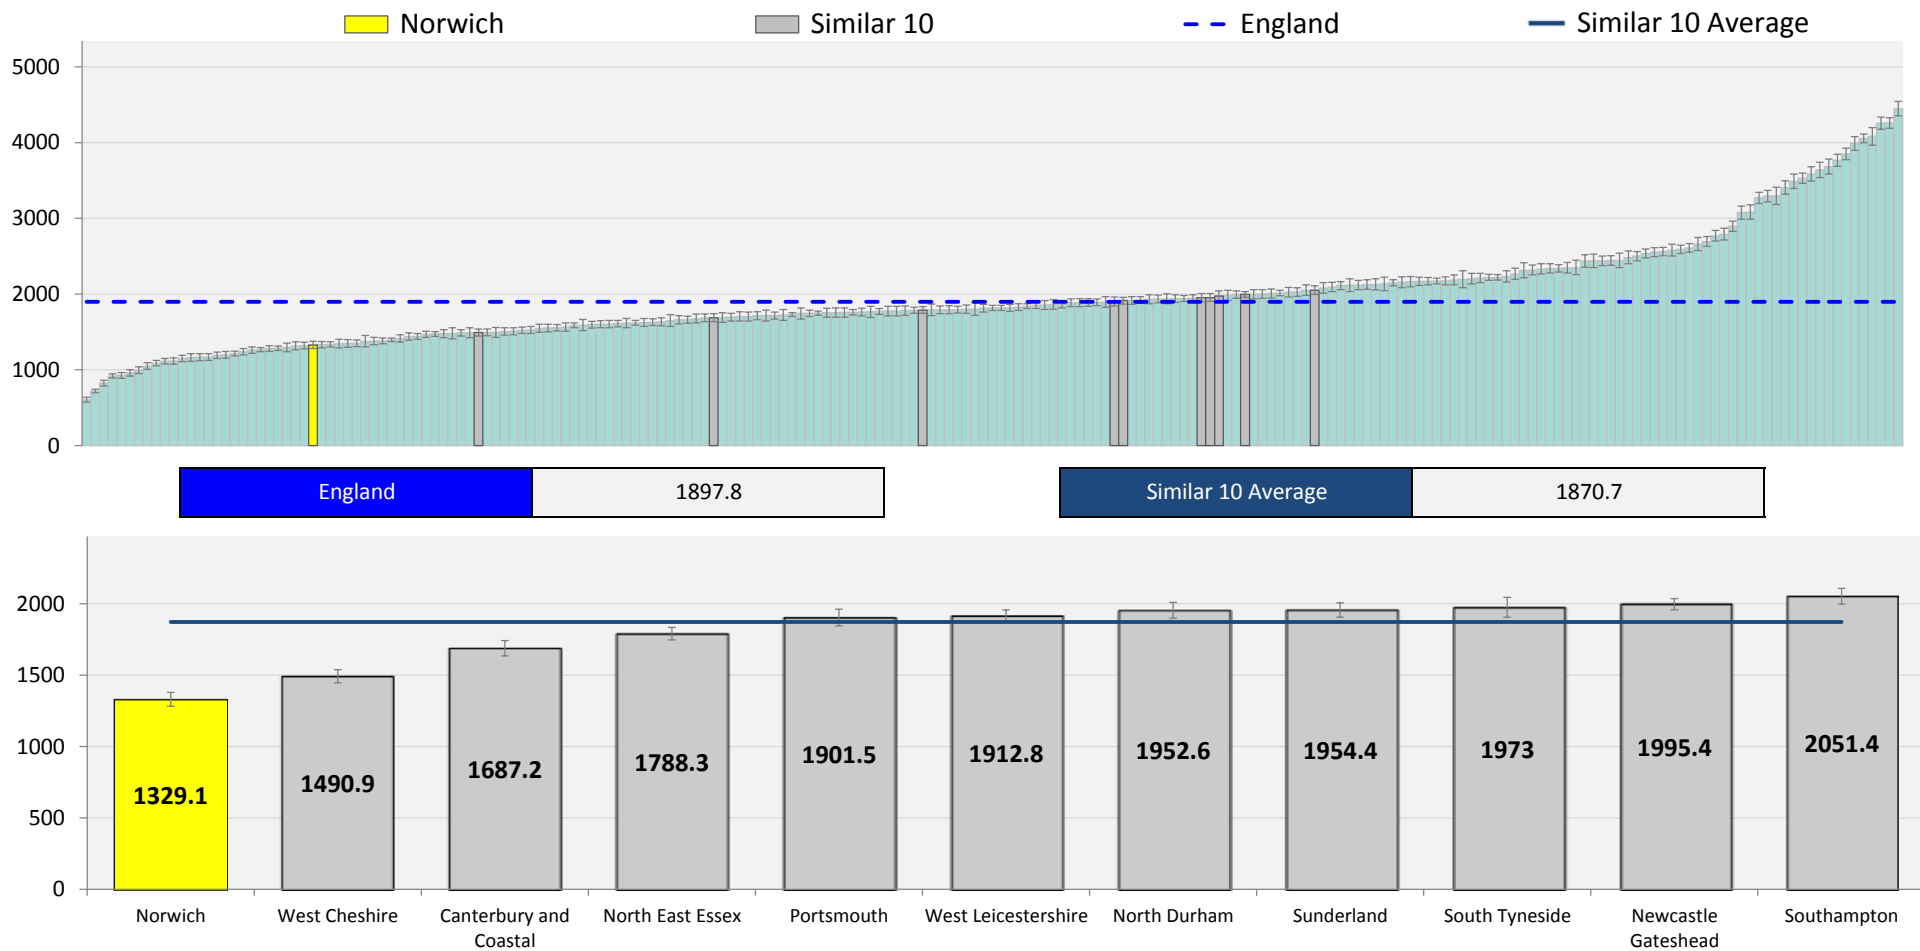 Norwich Similar 10 England Similar 10 Average
5000
4000
3000
2000
1000
0
England 1897.8 Similar 10 Average 1870.7
2000
1500
1000
500
0
1329.1 1490.9 1687.2 1788.3 1901.5 1912.8 1952.6 1954.4 1973 1995.4 2051.4
Norwich West Cheshire Canterbury and North East Essex Portsmouth West Leicestershire North Durham Sunderland South Tyneside Newcastle Southampton
Coastal Gateshead